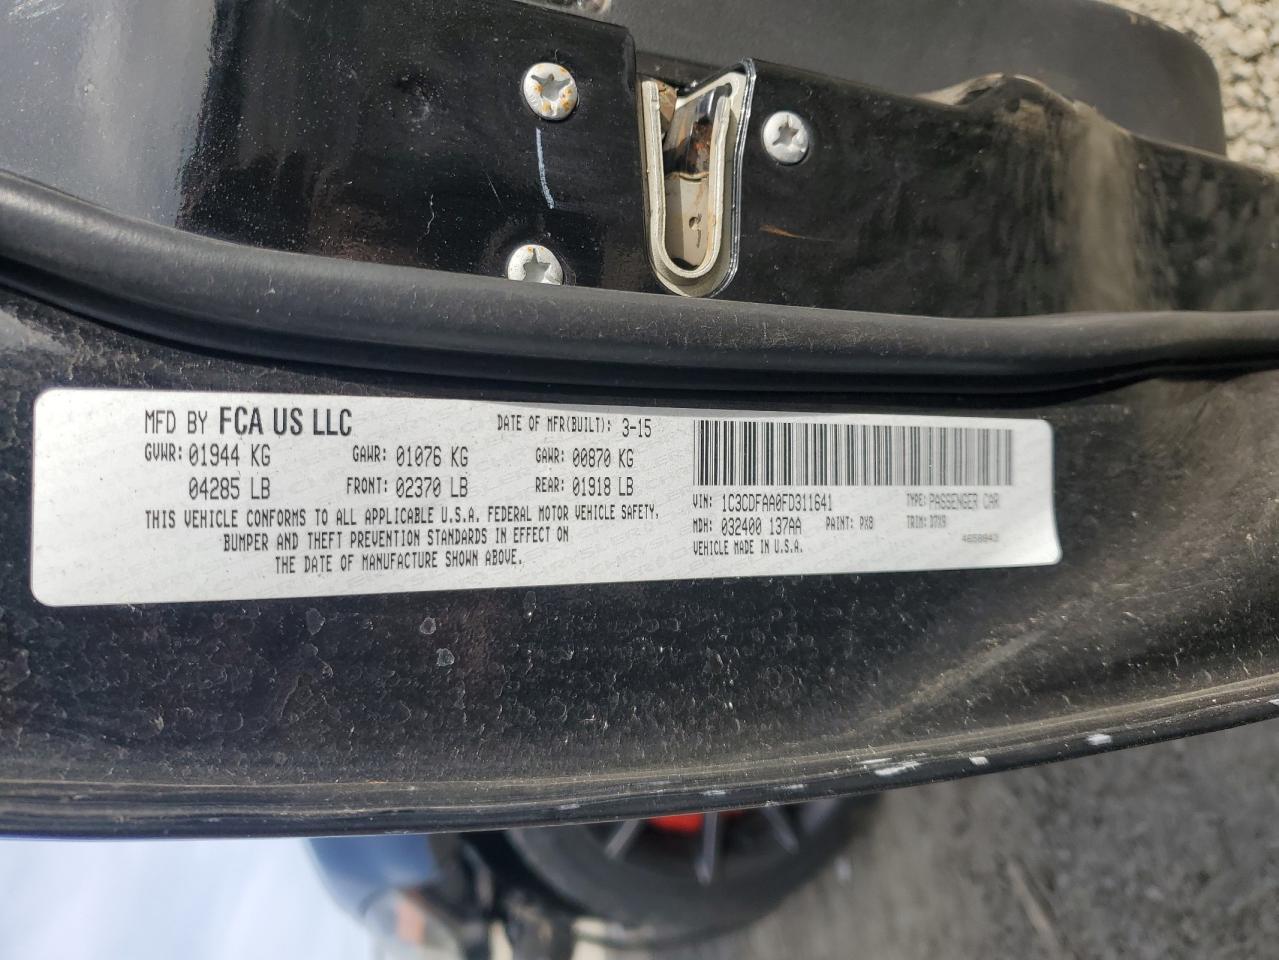 MFD BY FCA US LLC DATE OF MFR(BUILT): 3-15
GVWR: 01944 KG GAWR: 01076 KG GAWR: 00870 KG
04285 LB FRONT: 02370 LB REAR: 01918 LB
THIS VEHICLE CONFORMS TO ALL APPLICABLE U.S.A. FEDERAL MOTOR VEHICLE SAFETY,
BUMPER AND THEFT PREVENTION STANDARDS IN EFFECT ON
THE DATE OF MANUFACTURE SHOWN ABOVE.
VIN: 1C3CDFAA0FD311641 TYPE: PASSENGER CAR
MDH: 032400 137AA PAINT: PX8 TRIM: D7X9
VEHICLE MADE IN U.S.A. 4658843